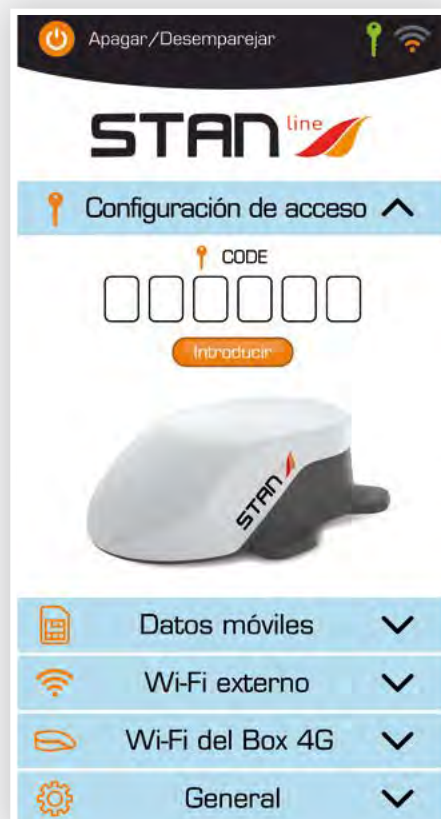 Apagar/Desemparejar
STAN line
Configuración de acceso
CODE
Introducir
STAN
Datos móviles
Wi-Fi externo
Wi-Fi del Box 4G
General